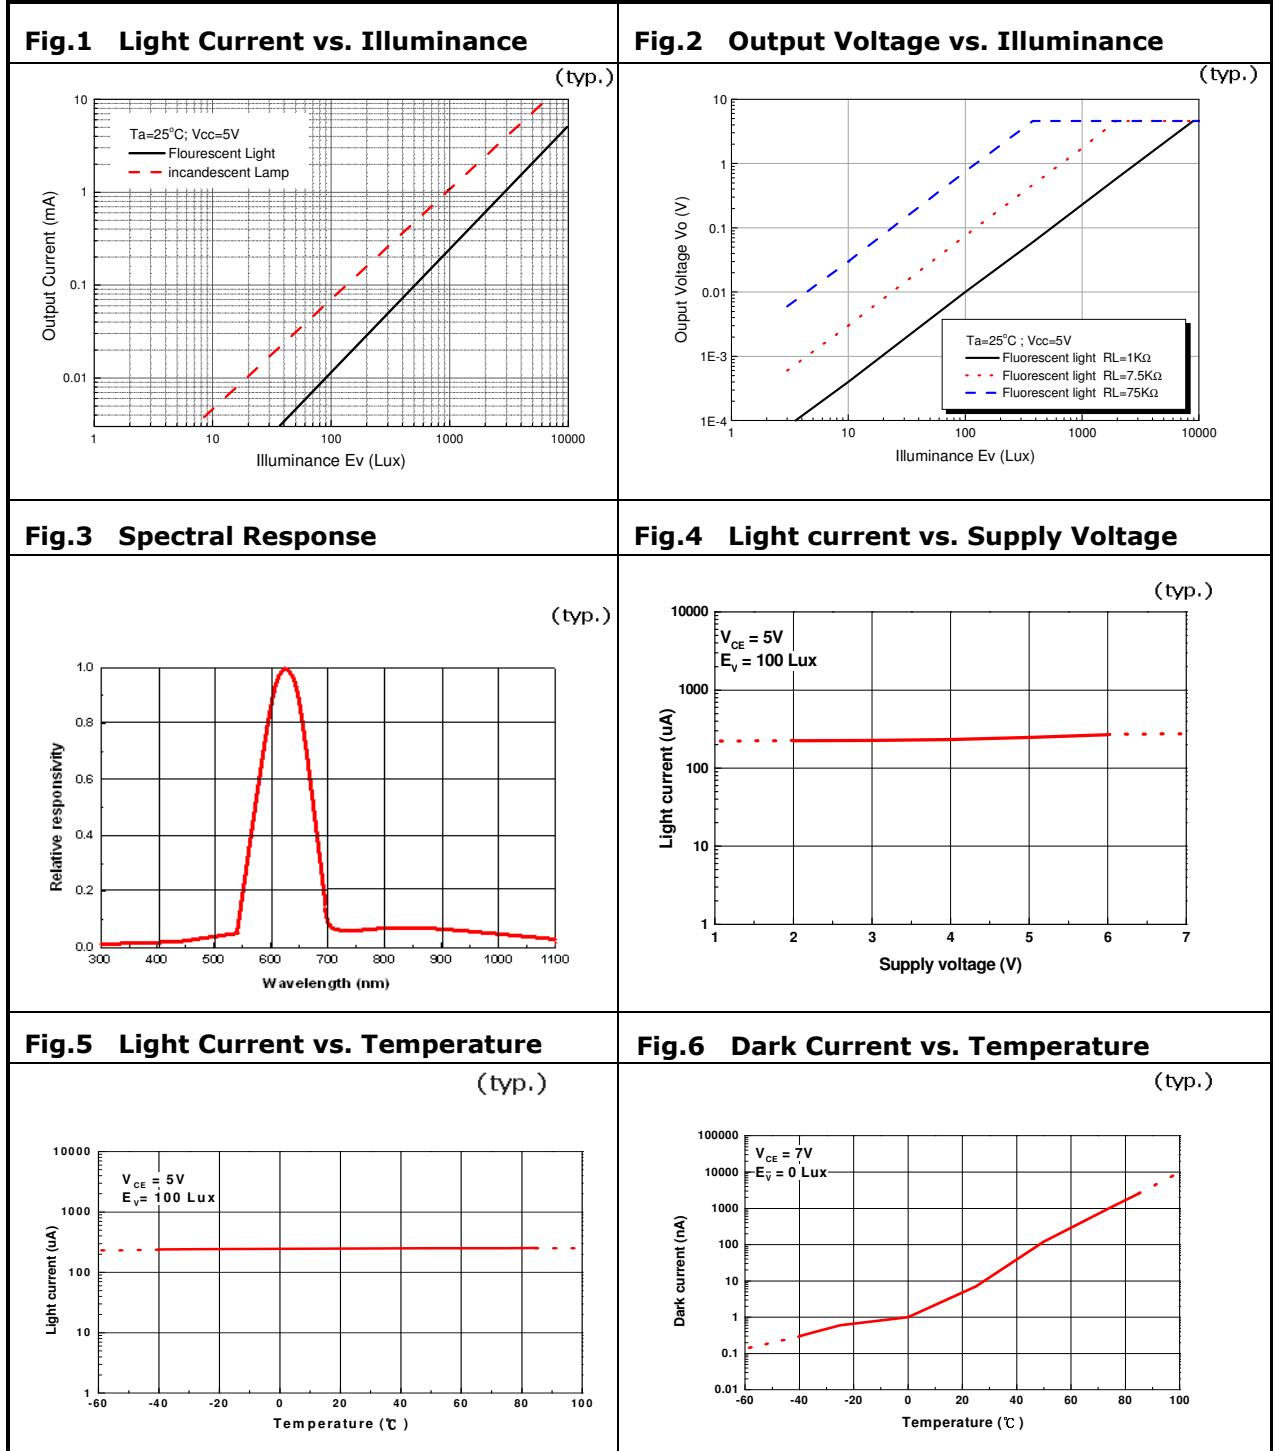 Fig.1 Light Current vs. Illuminance
(typ.)
10
1
0.1
0.01
Output Current (mA)
Ta=25°C; Vcc=5V
Flourescent Light
incandescent Lamp
1 10 100 1000 10000
Illuminance Ev (Lux)
Fig.2 Output Voltage vs. Illuminance
(typ.)
10
1
0.1
0.01
1E-3
1E-4
Ouput Voltage Vo (V)
Ta=25°C ; Vcc=5V
Fluorescent light RL=1KΩ
Fluorescent light RL=7.5KΩ
Fluorescent light RL=75KΩ
1 10 100 1000 10000
Illuminance Ev (Lux)
Fig.3 Spectral Response
(typ.)
1.0
0.8
0.6
0.4
0.2
0.0
Relative responsivity
300 400 500 600 700 800 900 1000 1100
Wavelength (nm)
Fig.4 Light current vs. Supply Voltage
(typ.)
10000
1000
100
10
1
Light current (uA)
VCE = 5V
EV = 100 Lux
1 2 3 4 5 6 7
Supply voltage (V)
Fig.5 Light Current vs. Temperature
(typ.)
10000
1000
100
10
1
Light current (uA)
VCE = 5V
EV= 100 Lux
-60 -40 -20 0 20 40 60 80 100
Temperature (℃ )
Fig.6 Dark Current vs. Temperature
(typ.)
100000
10000
1000
100
10
1
0.1
0.01
Dark current (nA)
VCE = 7V
EV = 0 Lux
-60 -40 -20 0 20 40 60 80 100
Temperature (℃ )